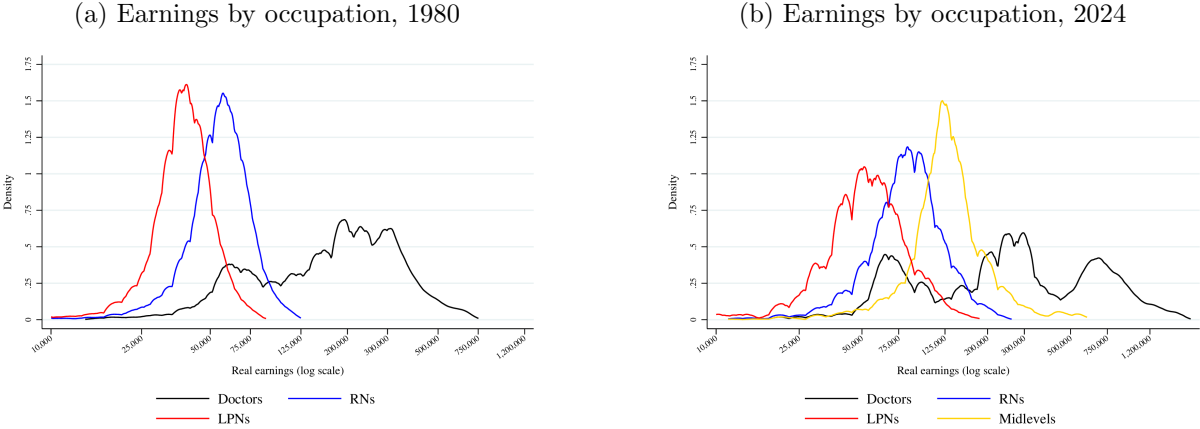 (a) Earnings by occupation, 1980
1.75
1.5
1.25
1
.75
.5
.25
0
Density
10,000 25,000 50,000 75,000 125,000 200,000 300,000 500,000 750,000 1,200,000
Real earnings (log scale)
Doctors RNs
LPNs
(b) Earnings by occupation, 2024
1.75
1.5
1.25
1
.75
.5
.25
0
Density
10,000 25,000 50,000 75,000 125,000 200,000 300,000 500,000 750,000 1,200,000
Real earnings (log scale)
Doctors RNs
LPNs Midlevels